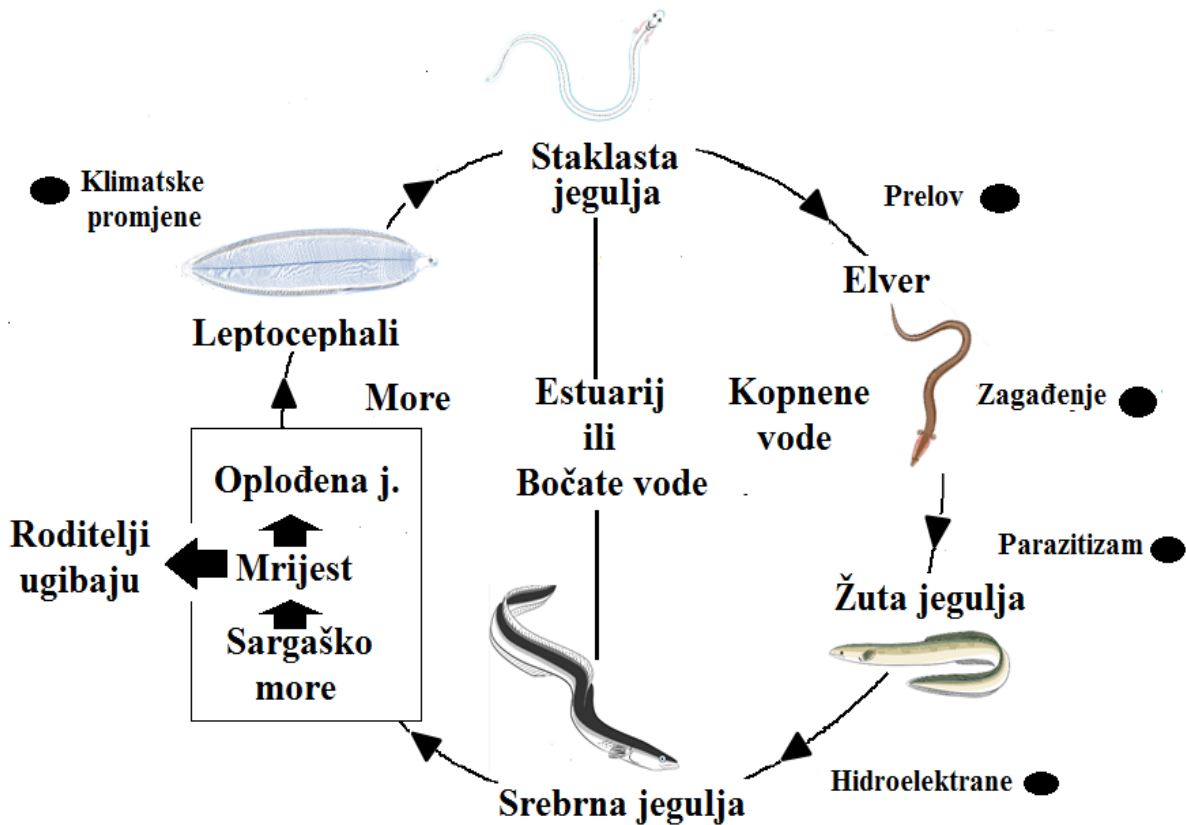 Staklasta
jegulja
Klimatske
promjene
Prelov
Elver
Leptocephali
More
Estuarij
ili
Bočate vode
Kopnene
vode
Zagađenje
Oplođena j.
Roditelji
ugibaju
Mrijest
Sargaško
more
Parazitizam
Žuta jegulja
Hidroelektrane
Srebrna jegulja